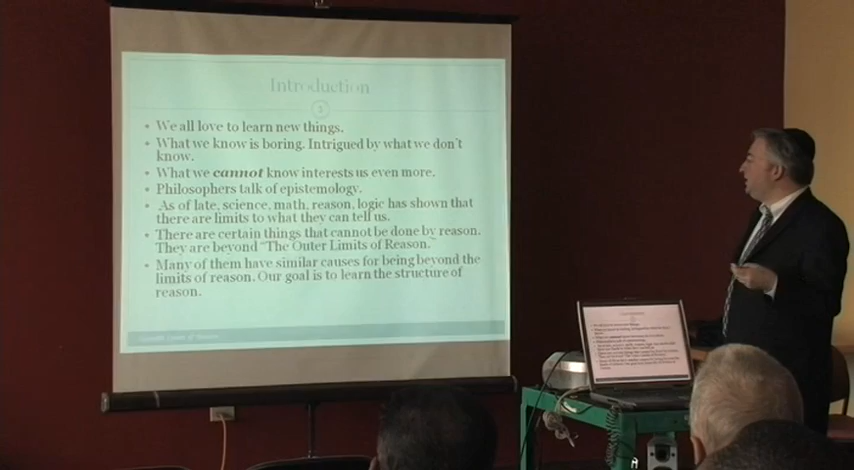 Introduction
3
• We all love to learn new things.
• What we know is boring. Intrigued by what we don't
know.
• What we cannot know interests us even more.
• Philosophers talk of epistemology.
• As of late, science, math, reason, logic has shown that
there are limits to what they can tell us.
• There are certain things that cannot be done by reason.
They are beyond "The Outer Limits of Reason."
• Many of them have similar causes for being beyond the
limits of reason. Our goal is to learn the structure of
reason.